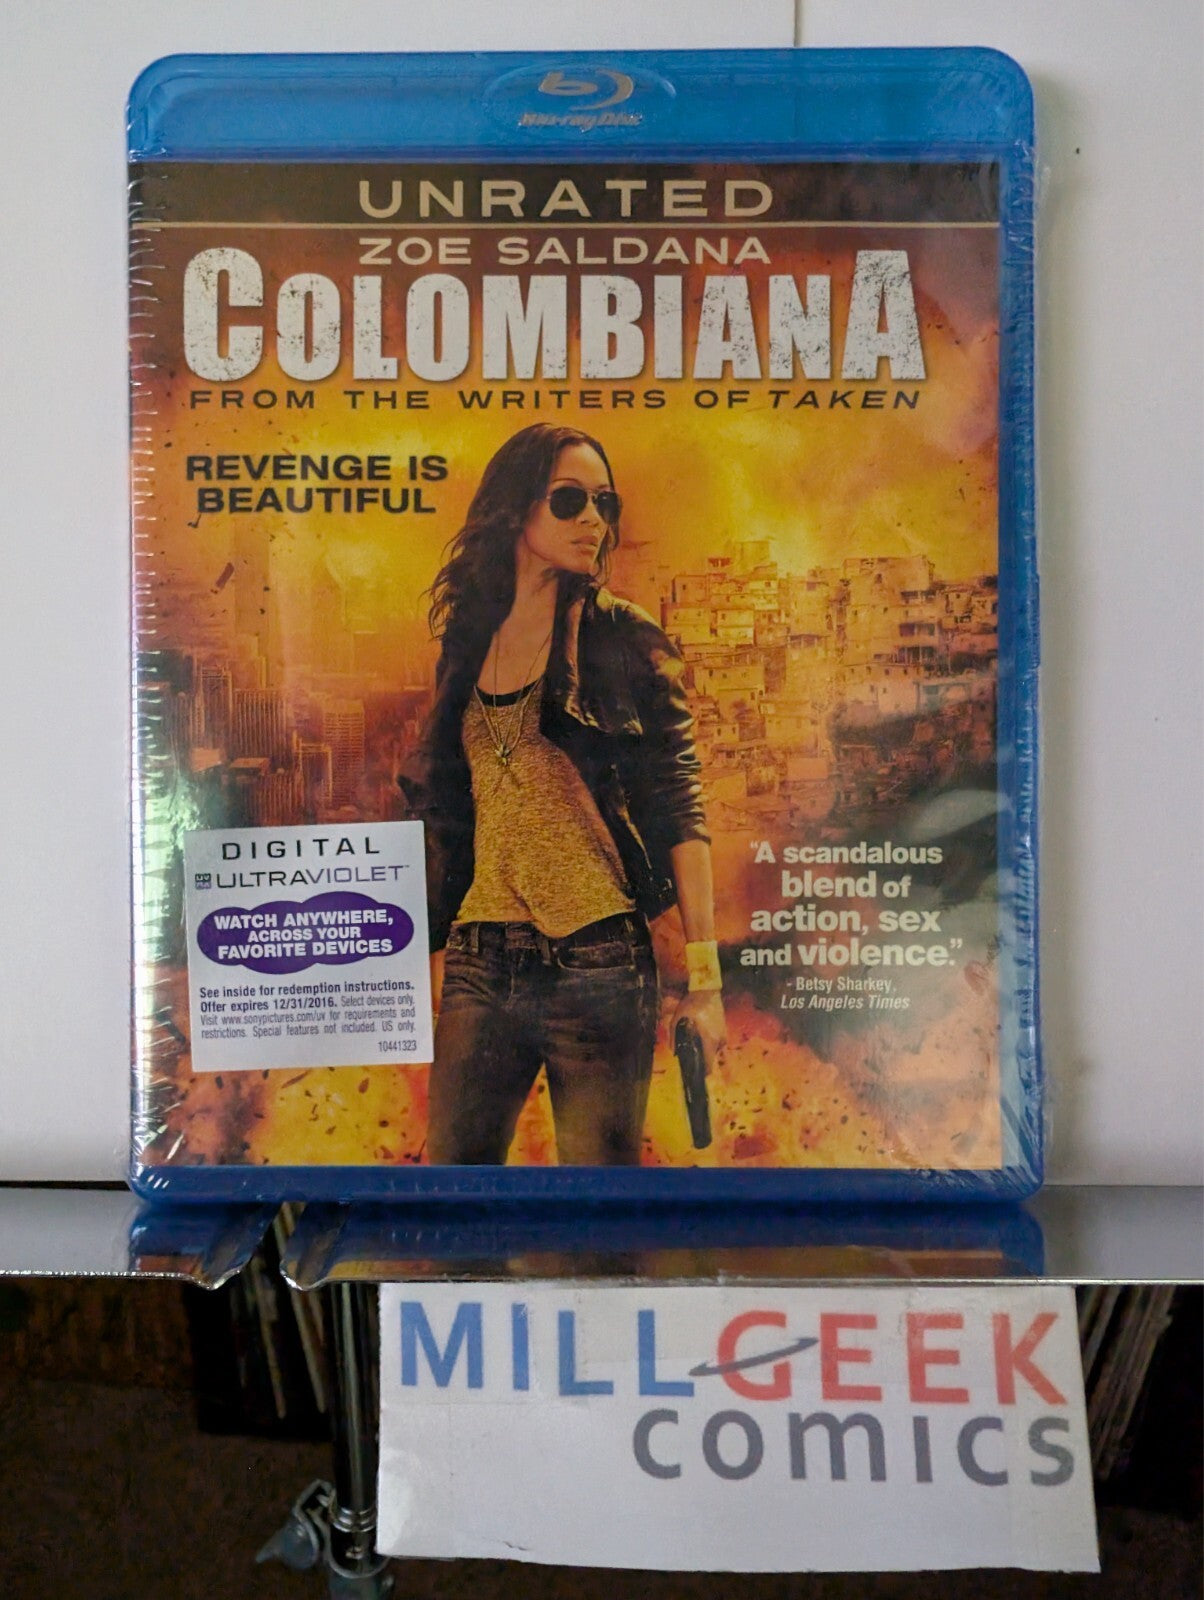 Blu-ray Disc
UNRATED
ZOE SALDANA
COLOMBIANA
FROM THE WRITERS OF TAKEN
REVENGE IS
BEAUTIFUL
DIGITAL
UV
ULTRAVIOLET™
WATCH ANYWHERE,
ACROSS YOUR
FAVORITE DEVICES
See inside for redemption instructions.
Offer expires 12/31/2016. Select devices only.
Visit www.sonypictures.com/uv for requirements and
restrictions. Special features not included. US only.
10441323
"A scandalous
blend of
action, sex
and violence."
- Betsy Sharkey,
Los Angeles Times
MILLGEEK
comics